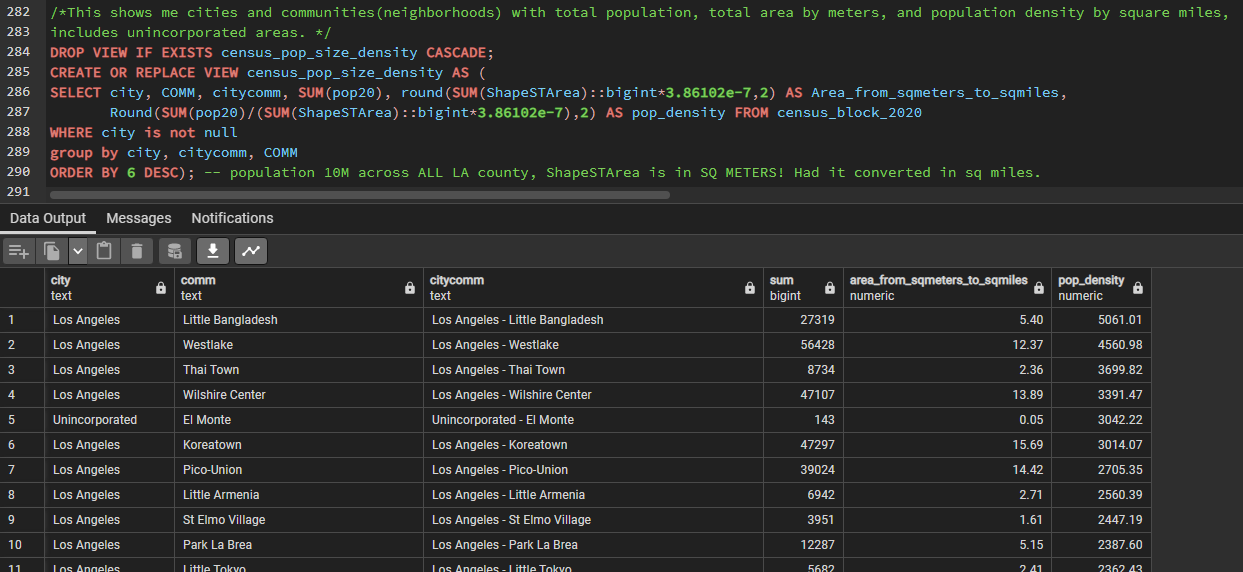 282 /*This shows me cities and communities(neighborhoods) with total population, total area by meters, and population density by square miles,
283 includes unincorporated areas. */
284 DROP VIEW IF EXISTS census_pop_size_density CASCADE;
285 CREATE OR REPLACE VIEW census_pop_size_density AS (
286 SELECT city, COMM, citycomm, SUM(pop20), round(SUM(ShapeSTArea)::bigint*3.86102e-7,2) AS Area_from_sqmeters_to_sqmiles,
287 Round(SUM(pop20)/(SUM(ShapeSTArea)::bigint*3.86102e-7),2) AS pop_density FROM census_block_2020
288 WHERE city is not null
289 group by city, citycomm, COMM
290 ORDER BY 6 DESC); -- population 10M across ALL LA county, ShapeSTArea is in SQ METERS! Had it converted in sq miles.
291
Data Output Messages Notifications
city comm citycomm sum area_from_sqmeters_to_sqmiles pop_density
text text text bigint numeric numeric
1 Los Angeles Little Bangladesh Los Angeles - Little Bangladesh 27319 5.40 5061.01
2 Los Angeles Westlake Los Angeles - Westlake 56428 12.37 4560.98
3 Los Angeles Thai Town Los Angeles - Thai Town 8734 2.36 3699.82
4 Los Angeles Wilshire Center Los Angeles - Wilshire Center 47107 13.89 3391.47
5 Unincorporated El Monte Unincorporated - El Monte 143 0.05 3042.22
6 Los Angeles Koreatown Los Angeles - Koreatown 47297 15.69 3014.07
7 Los Angeles Pico-Union Los Angeles - Pico-Union 39024 14.42 2705.35
8 Los Angeles Little Armenia Los Angeles - Little Armenia 6942 2.71 2560.39
9 Los Angeles St Elmo Village Los Angeles - St Elmo Village 3951 1.61 2447.19
10 Los Angeles Park La Brea Los Angeles - Park La Brea 12287 5.15 2387.60
11 Los Angeles Little Tokyo Los Angeles - Little Tokyo 5682 2.41 2362.43